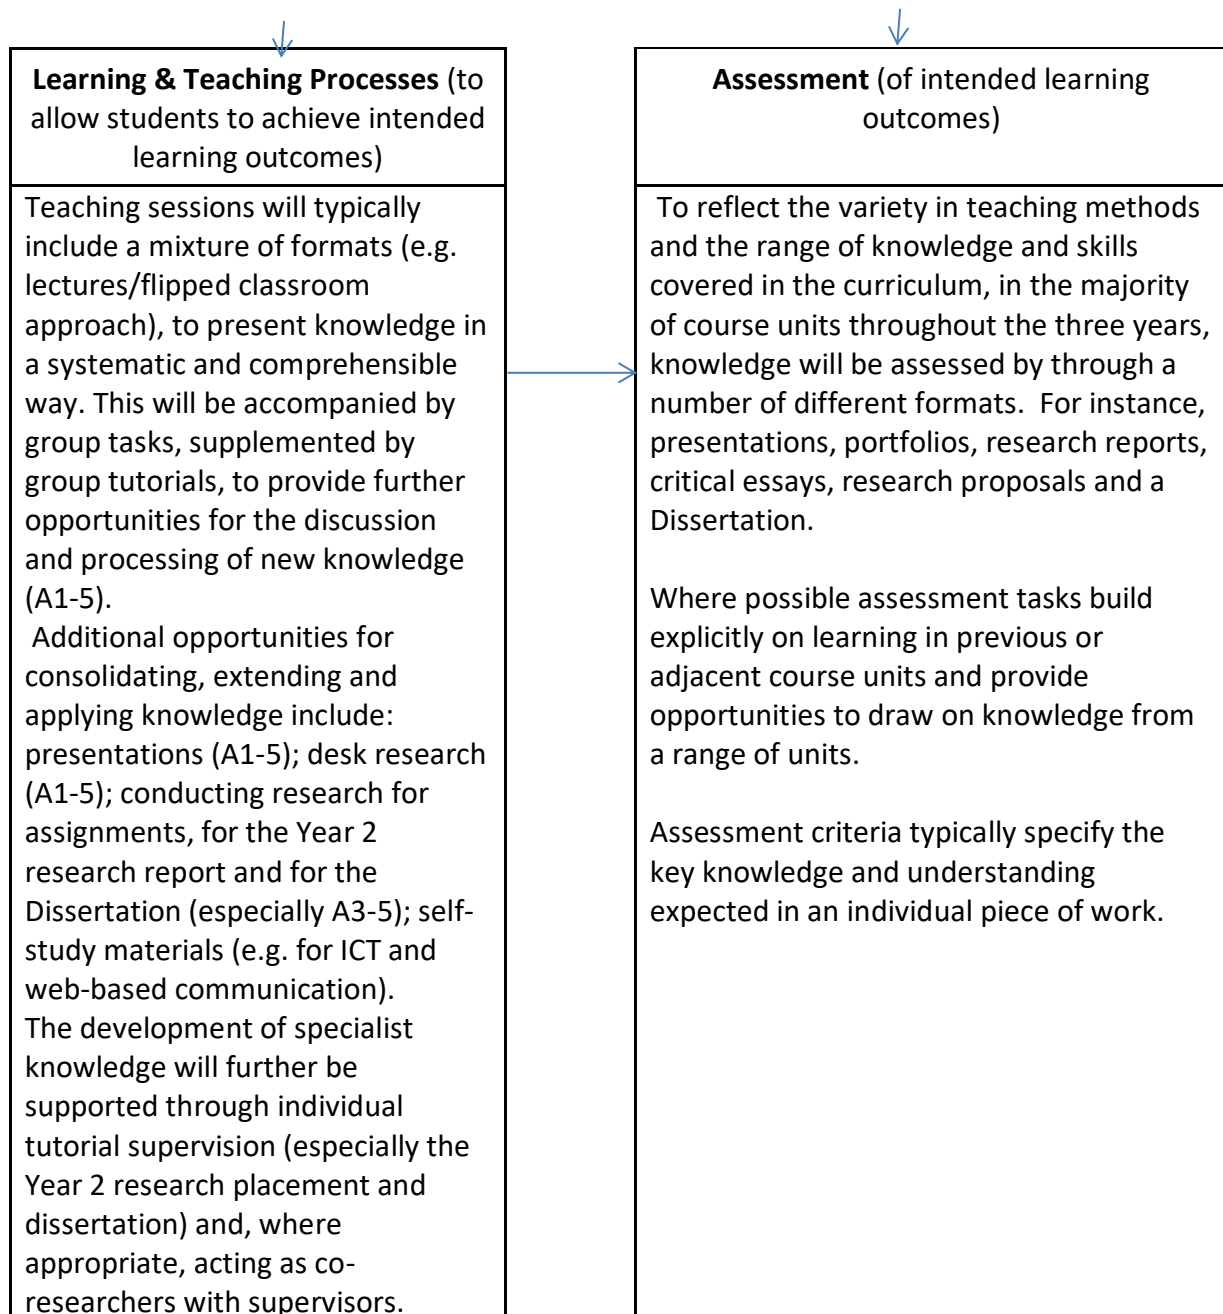 Learning & Teaching Processes (to
allow students to achieve intended
learning outcomes)
Teaching sessions will typically
include a mixture of formats (e.g.
lectures/flipped classroom
approach), to present knowledge in
a systematic and comprehensible
way. This will be accompanied by
group tasks, supplemented by
group tutorials, to provide further
opportunities for the discussion
and processing of new knowledge
(A1-5).
Additional opportunities for
consolidating, extending and
applying knowledge include:
presentations (A1-5); desk research
(A1-5); conducting research for
assignments, for the Year 2
research report and for the
Dissertation (especially A3-5); self-
study materials (e.g. for ICT and
web-based communication).
The development of specialist
knowledge will further be
supported through individual
tutorial supervision (especially the
Year 2 research placement and
dissertation) and, where
appropriate, acting as co-
researchers with supervisors.
Assessment (of intended learning
outcomes)
To reflect the variety in teaching methods
and the range of knowledge and skills
covered in the curriculum, in the majority
of course units throughout the three years,
knowledge will be assessed by through a
number of different formats.  For instance,
presentations, portfolios, research reports,
critical essays, research proposals and a
Dissertation.
Where possible assessment tasks build
explicitly on learning in previous or
adjacent course units and provide
opportunities to draw on knowledge from
a range of units.
Assessment criteria typically specify the
key knowledge and understanding
expected in an individual piece of work.